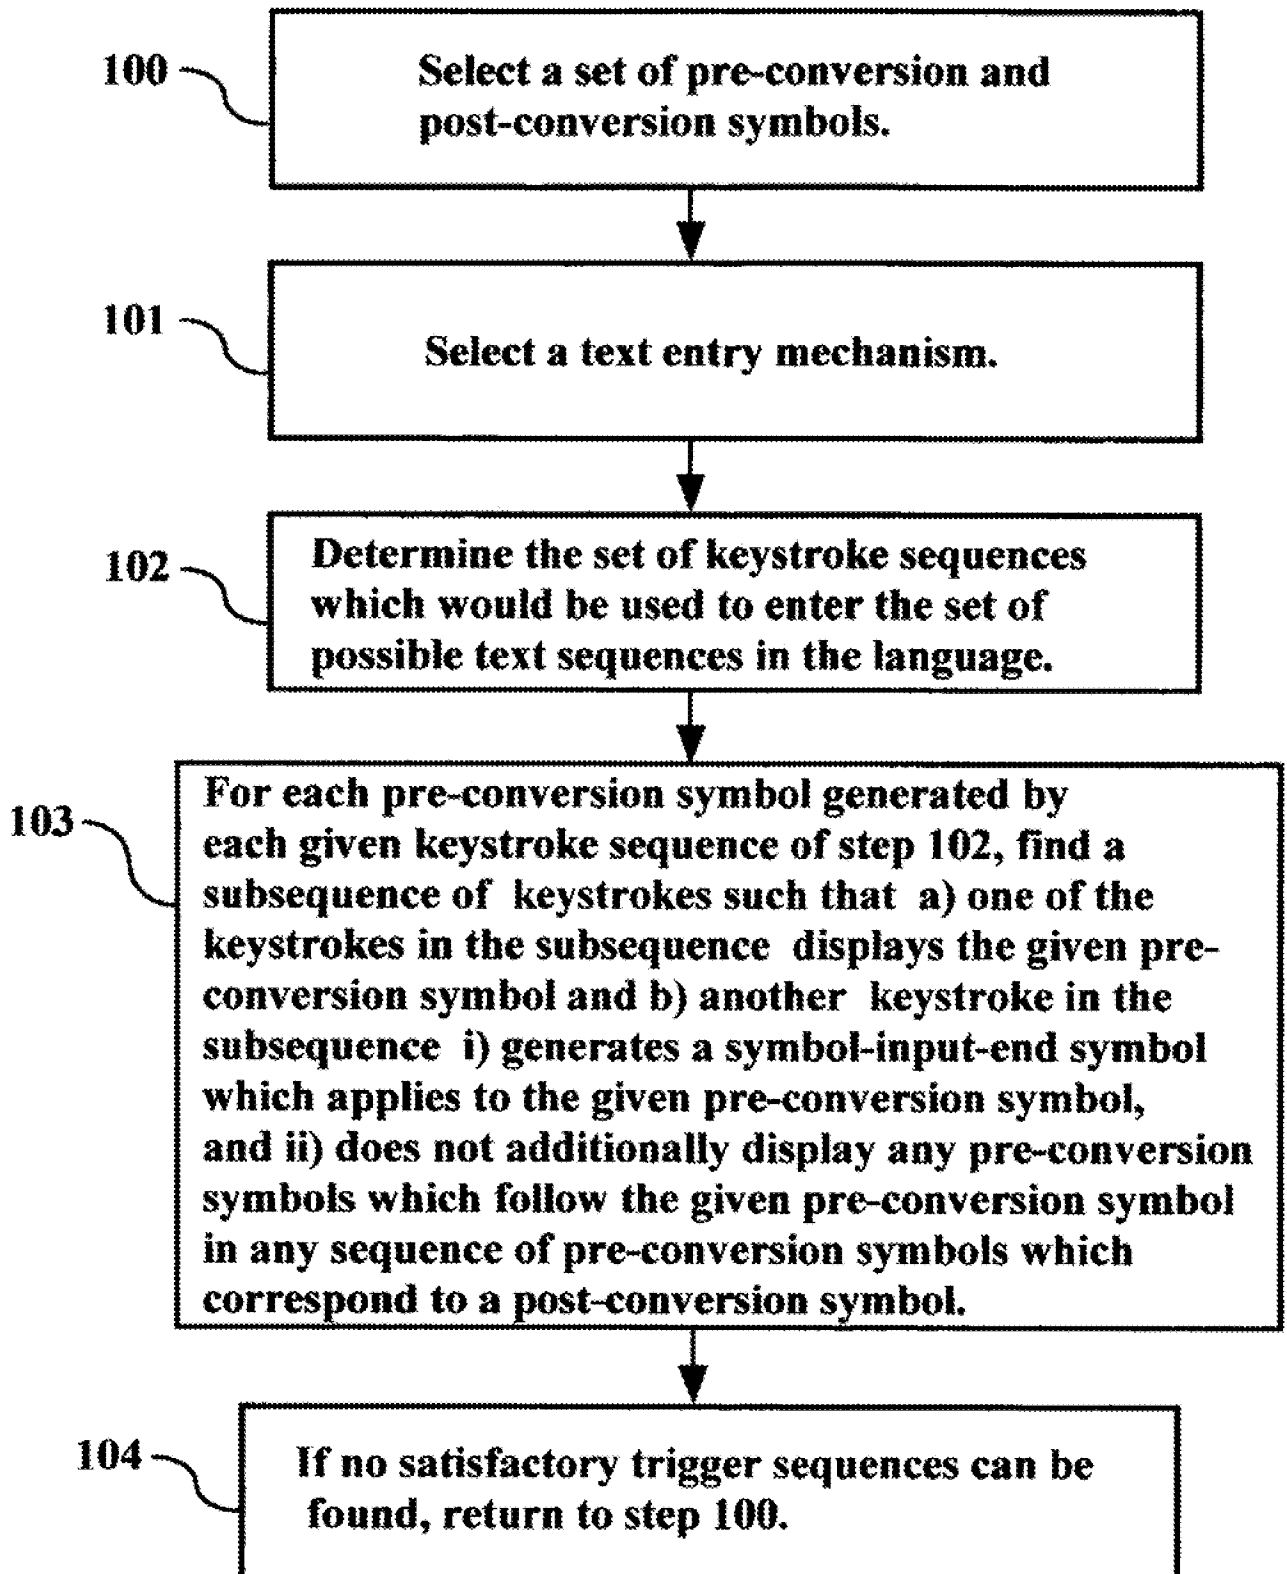 100
Select a set of pre-conversion and
post-conversion symbols.
101
Select a text entry mechanism.
102
Determine the set of keystroke sequences
which would be used to enter the set of
possible text sequences in the language.
103
For each pre-conversion symbol generated by
each given keystroke sequence of step 102, find a
subsequence of keystrokes such that a) one of the
keystrokes in the subsequence displays the given pre-
conversion symbol and b) another keystroke in the
subsequence i) generates a symbol-input-end symbol
which applies to the given pre-conversion symbol,
and ii) does not additionally display any pre-conversion
symbols which follow the given pre-conversion symbol
in any sequence of pre-conversion symbols which
correspond to a post-conversion symbol.
104
If no satisfactory trigger sequences can be
found, return to step 100.